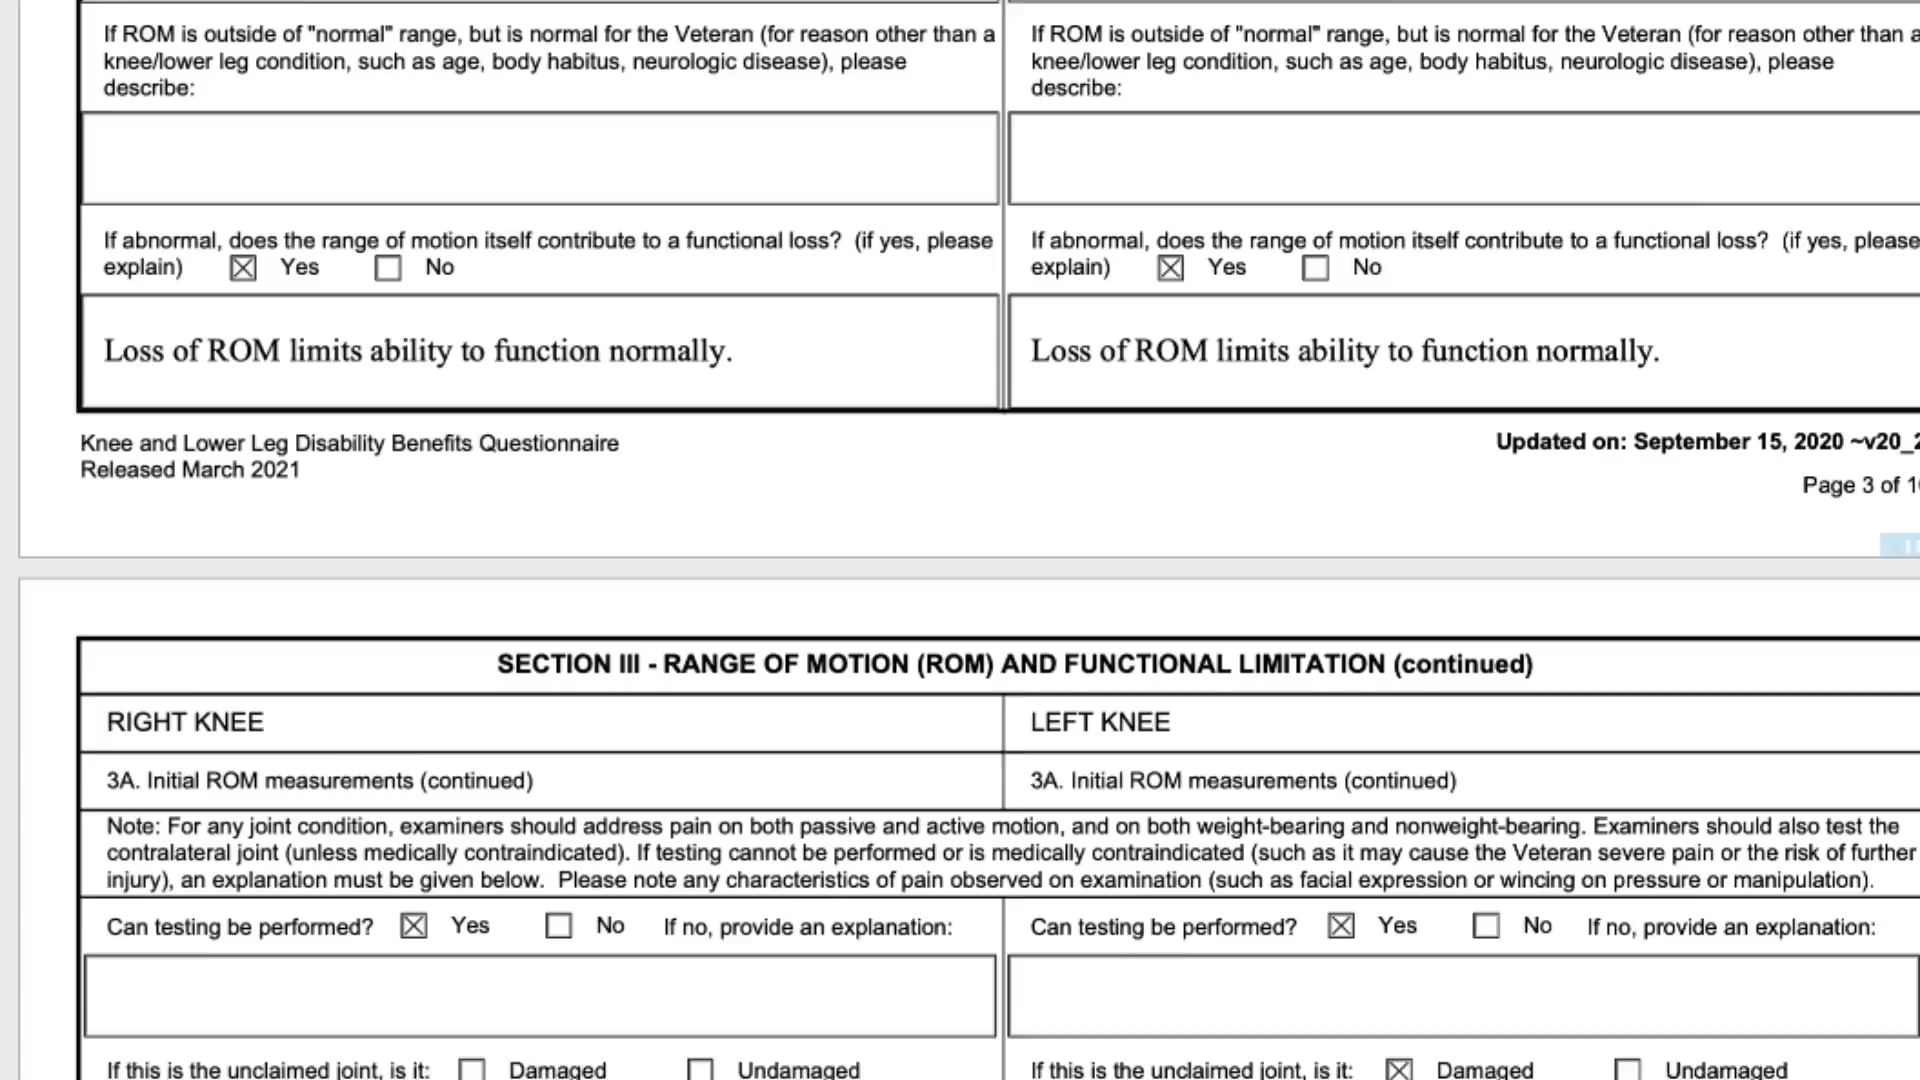 If ROM is outside of "normal" range, but is normal for the Veteran (for reason other than a
knee/lower leg condition, such as age, body habitus, neurologic disease), please
describe:
If ROM is outside of "normal" range, but is normal for the Veteran (for reason other than a
knee/lower leg condition, such as age, body habitus, neurologic disease), please
describe:
If abnormal, does the range of motion itself contribute to a functional loss? (if yes, please
explain) Yes No
If abnormal, does the range of motion itself contribute to a functional loss? (if yes, please
explain) Yes No
Loss of ROM limits ability to function normally.
Loss of ROM limits ability to function normally.
Knee and Lower Leg Disability Benefits Questionnaire
Released March 2021
Updated on: September 15, 2020 ~v20_
Page 3 of
SECTION III - RANGE OF MOTION (ROM) AND FUNCTIONAL LIMITATION (continued)
RIGHT KNEE
LEFT KNEE
3A. Initial ROM measurements (continued)
3A. Initial ROM measurements (continued)
Note: For any joint condition, examiners should address pain on both passive and active motion, and on both weight-bearing and nonweight-bearing. Examiners should also test the
contralateral joint (unless medically contraindicated). If testing cannot be performed or is medically contraindicated (such as it may cause the Veteran severe pain or the risk of further
injury), an explanation must be given below. Please note any characteristics of pain observed on examination (such as facial expression or wincing on pressure or manipulation).
Can testing be performed? Yes No If no, provide an explanation:
Can testing be performed? Yes No If no, provide an explanation:
If this is the unclaimed joint, is it: Damaged Undamaged
If this is the unclaimed joint, is it: Damaged Undamaged